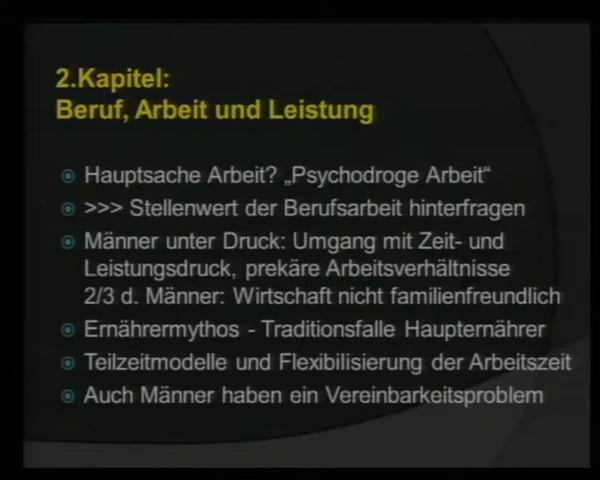 2.Kapitel:
Beruf, Arbeit und Leistung
Hauptsache Arbeit? „Psychodroge Arbeit“
>>> Stellenwert der Berufsarbeit hinterfragen
Männer unter Druck: Umgang mit Zeit- und
Leistungsdruck, prekäre Arbeitsverhältnisse
2/3 d. Männer: Wirtschaft nicht familienfreundlich
Ernährermythos - Traditionsfalle Haupternährer
Teilzeitmodelle und Flexibilisierung der Arbeitszeit
Auch Männer haben ein Vereinbarkeitsproblem